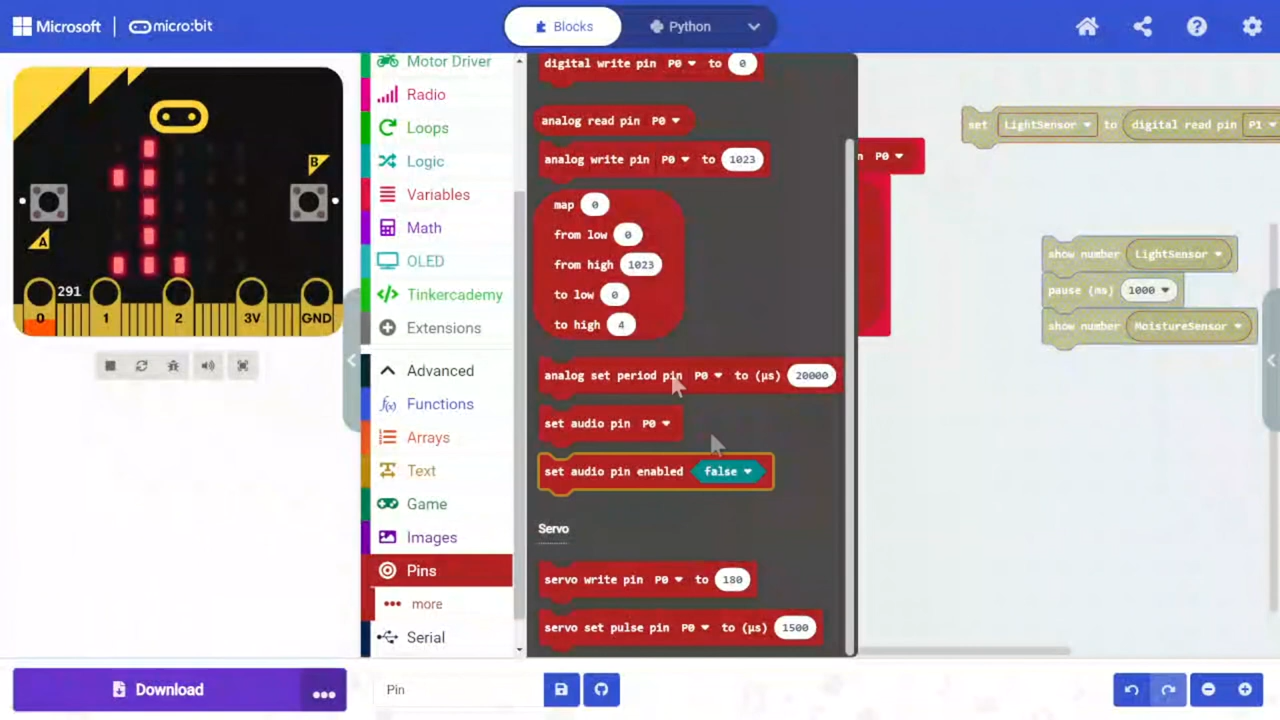 Microsoft | micro:bit
Blocks
Python
B
A
291
0 1 2 3V GND
Download
Motor Driver
Radio
Loops
Logic
Variables
Math
OLED
Tinkercademy
Extensions
Advanced
Functions
Arrays
Text
Game
Images
Pins
more
Serial
digital write pin P0 to 0
analog read pin P0
analog write pin P0 to 1023
map 0
from low 0
from high 1023
to low 0
to high 4
analog set period pin P0 to (µs) 20000
set audio pin P0
set audio pin enabled false
Servo
servo write pin P0 to 180
servo set pulse pin P0 to (µs) 1500
n P0
set LightSensor to digital read pin P1
show number LightSensor
pause (ms) 1000
show number MoistureSensor
Pin